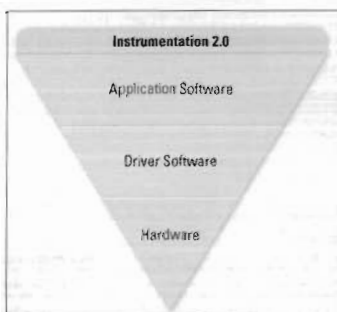 Instrumentation 2.0
Application Software
Driver Software
Hardware